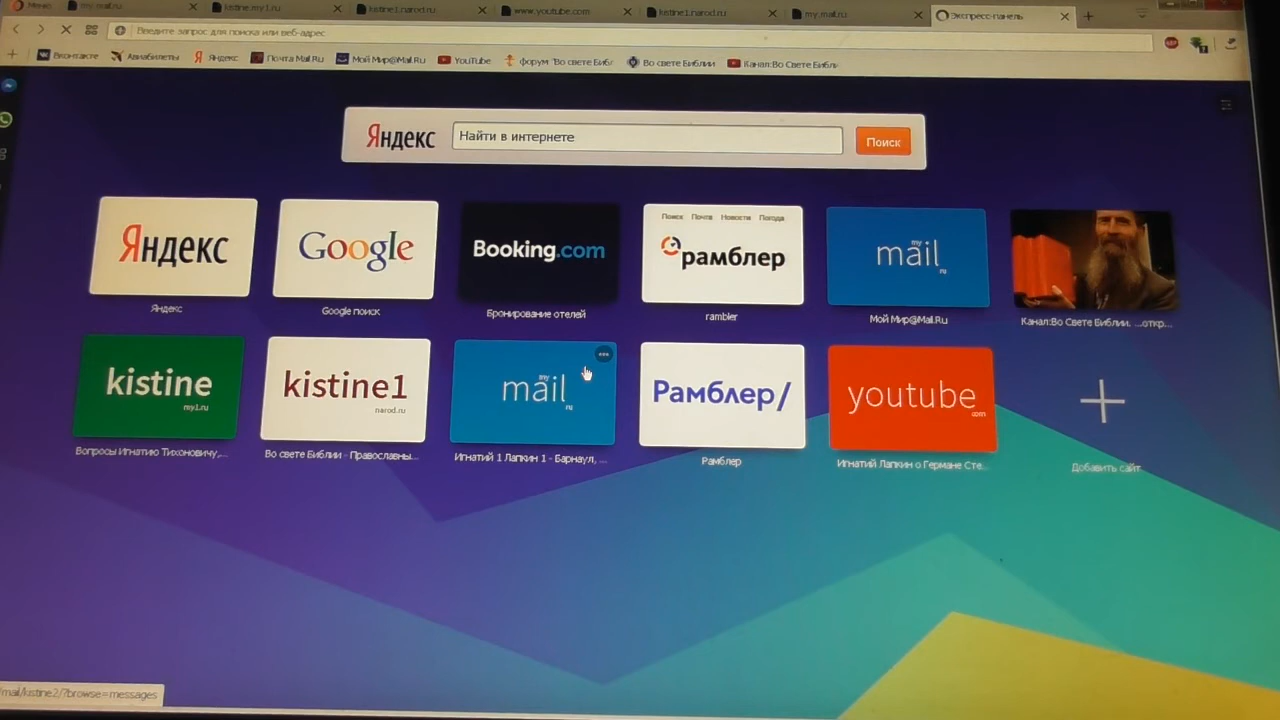 Меню my.mail.ru kistine.my1.ru kistine1.narod.ru www.youtube.com kistine1.narod.ru my.mail.ru Экспресс-панель
Введите запрос для поиска или веб-адрес
Вконтакте Авиабилеты Яндекс Почта Mail.Ru Мой Мир@Mail.Ru YouTube форум "Во свете Библ Во свете Библии Канал:Во Свете Библи
Яндекс Найти в интернете Поиск
Поиск Почта Новости Погода
Яндекс Google Booking.com рамблер my mail ru
Яндекс Google поиск Бронирование отелей rambler Мой Мир@Mail.Ru Канал:Во Свете Библии. ...откр...
kistine my1.ru kistine1 narod.ru my mail ru Рамблер/ youtube com
Вопросы Игнатию Тихоновичу,... Во свете Библии - Православны... Игнатий 1 Лапкин 1 - Барнаул, ... Рамблер Игнатий Лапкин о Германе Сте... Добавить сайт
/mail/kistine2/?browse=messages